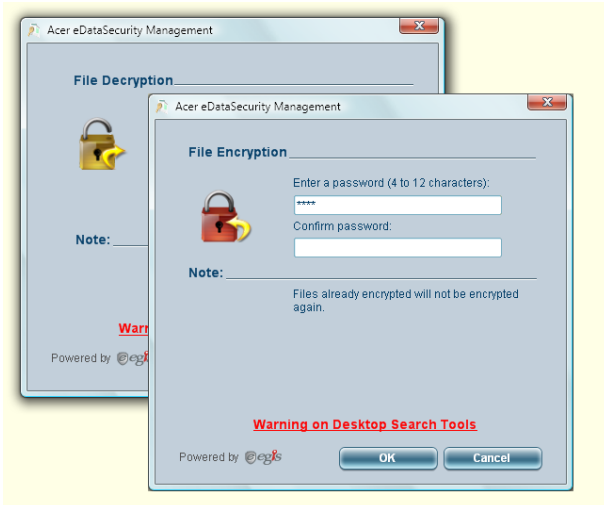 Acer eDataSecurity Management
File Decryption
Note:
Powered by egis
Acer eDataSecurity Management
File Encryption
Enter a password (4 to 12 characters):
****
Confirm password:
Note:
Files already encrypted will not be encrypted
again.
Warning on Desktop Search Tools
Powered by egis
OK
Cancel